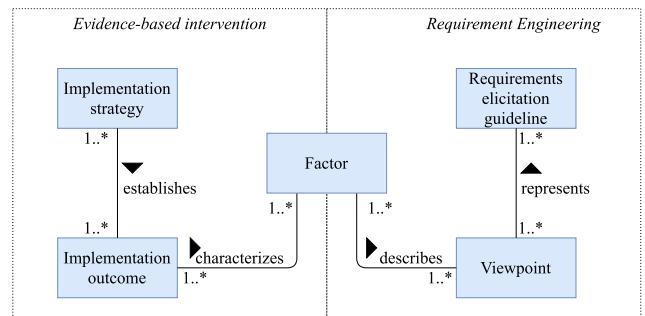 Evidence-based intervention
Requirement Engineering
Implementation
strategy
1..*
establishes
1..*
Implementation
outcome
1..*
characterizes
1..*
Factor
1..*
describes
1..*
Requirements
elicitation
guideline
1..*
represents
1..*
Viewpoint